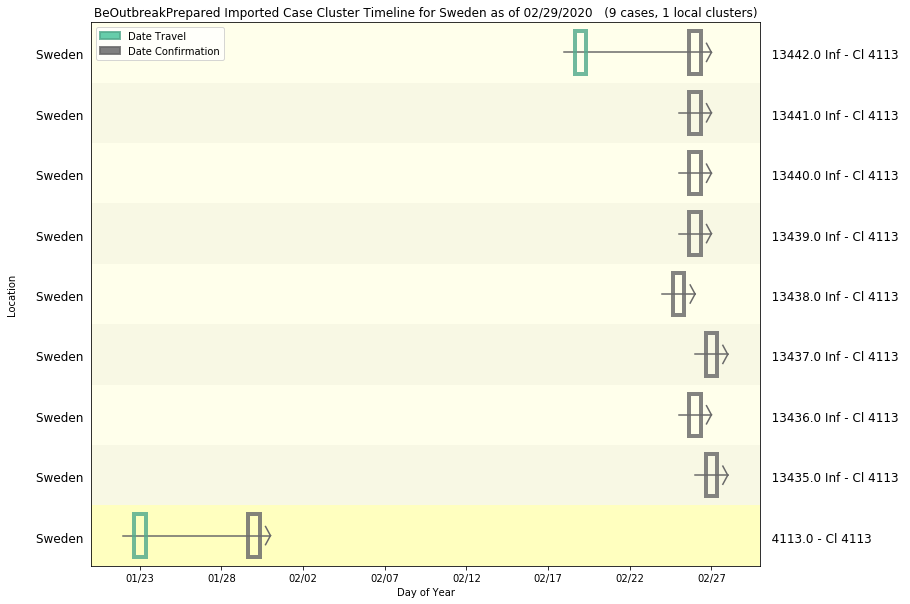 BeOutbreakPrepared Imported Case Cluster Timeline for Sweden as of 02/29/2020   (9 cases, 1 local clusters)
Date Travel
Date Confirmation
Sweden 13442.0 Inf - Cl 4113
Sweden 13441.0 Inf - Cl 4113
Sweden 13440.0 Inf - Cl 4113
Sweden 13439.0 Inf - Cl 4113
Sweden 13438.0 Inf - Cl 4113
Sweden 13437.0 Inf - Cl 4113
Sweden 13436.0 Inf - Cl 4113
Sweden 13435.0 Inf - Cl 4113
Sweden 4113.0 - Cl 4113
Location
01/23 01/28 02/02 02/07 02/12 02/17 02/22 02/27
Day of Year